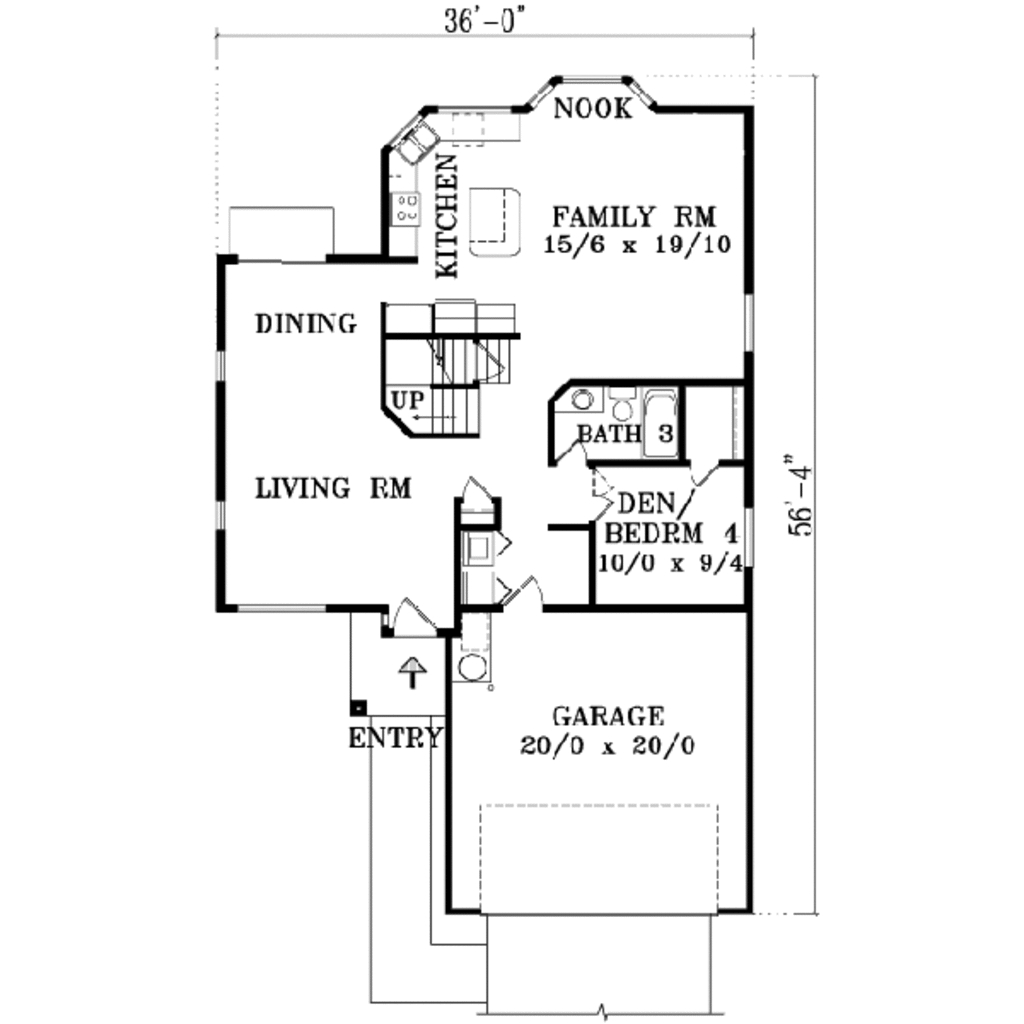 36'-0"
NOOK
KITCHEN
FAMILY RM
15/6 x 19/10
DINING
UP
BATH 3
LIVING RM
DEN/
BEDRM 4
10/0 x 9/4
56'-4"
GARAGE
20/0 x 20/0
ENTRY